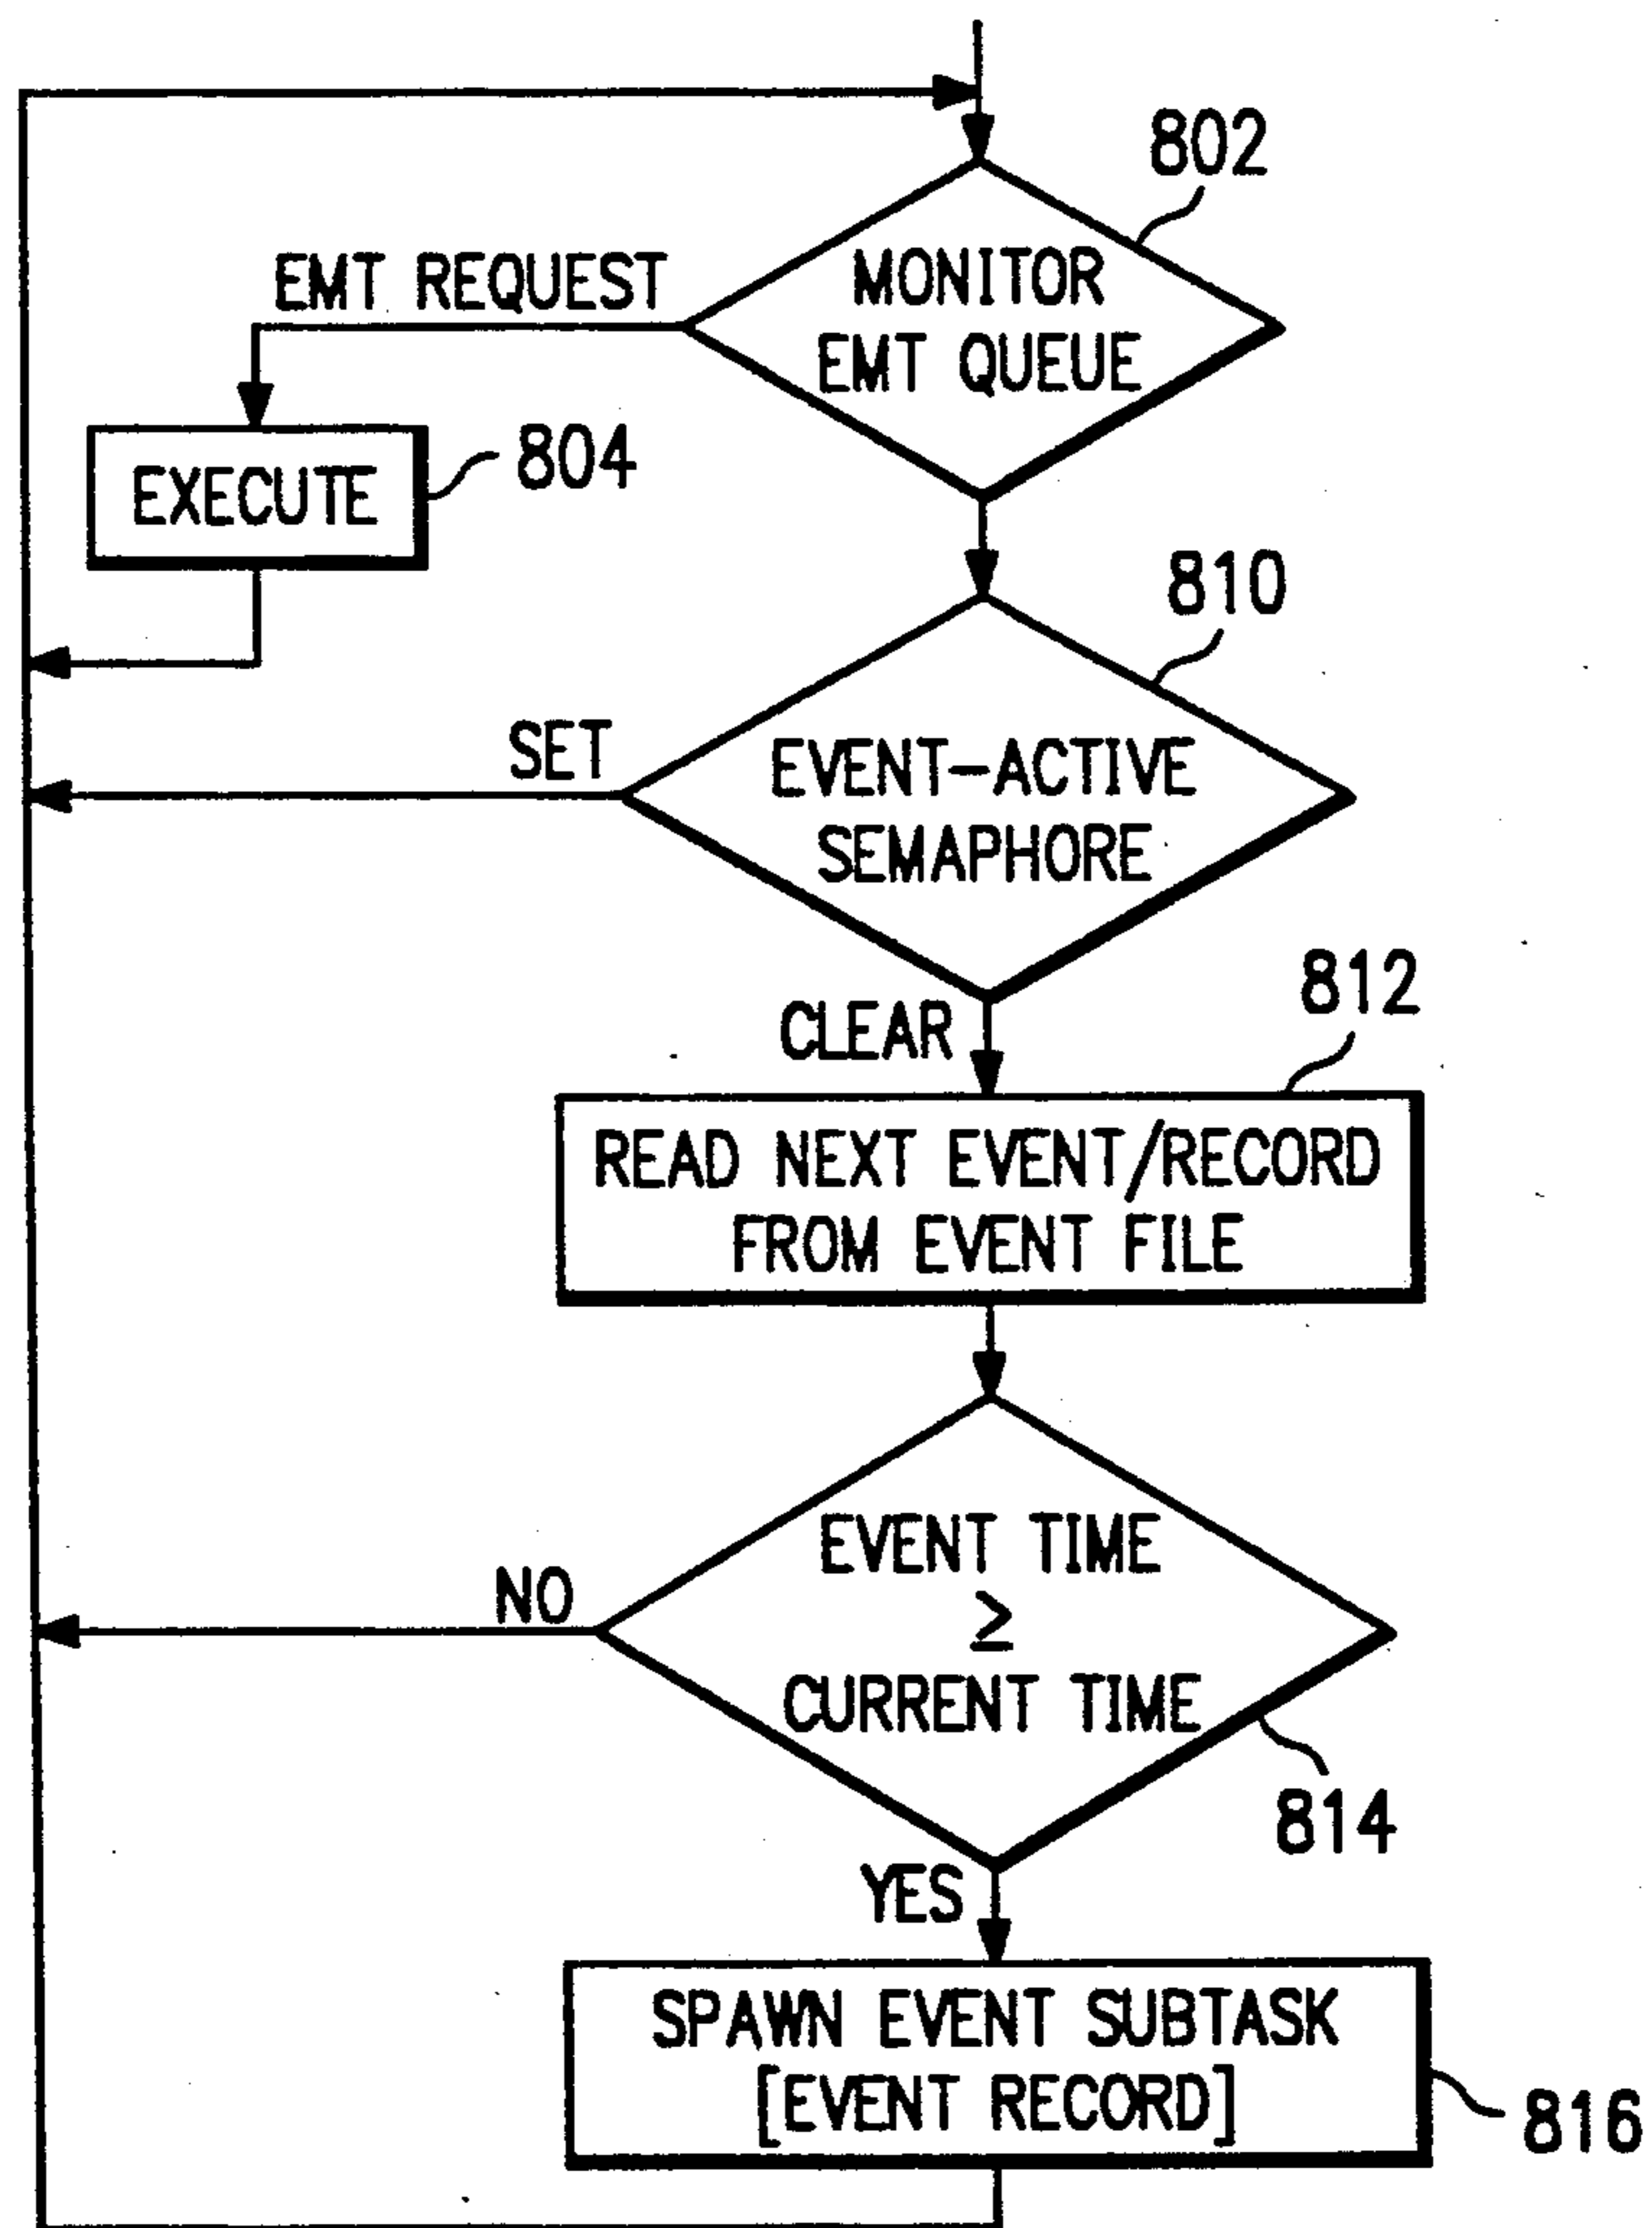 802
MONITOR
EMT QUEUE
EMT REQUEST
EXECUTE
804
810
EVENT-ACTIVE
SEMAPHORE
SET
CLEAR
812
READ NEXT EVENT/RECORD
FROM EVENT FILE
EVENT TIME
≥
CURRENT TIME
NO
814
YES
SPAWN EVENT SUBTASK
[EVENT RECORD]
816